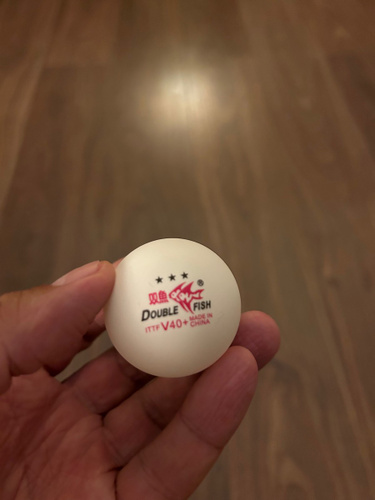 ★★★
双鱼 ®
DOUBLE FISH
ITTF V40+ MADE IN CHINA